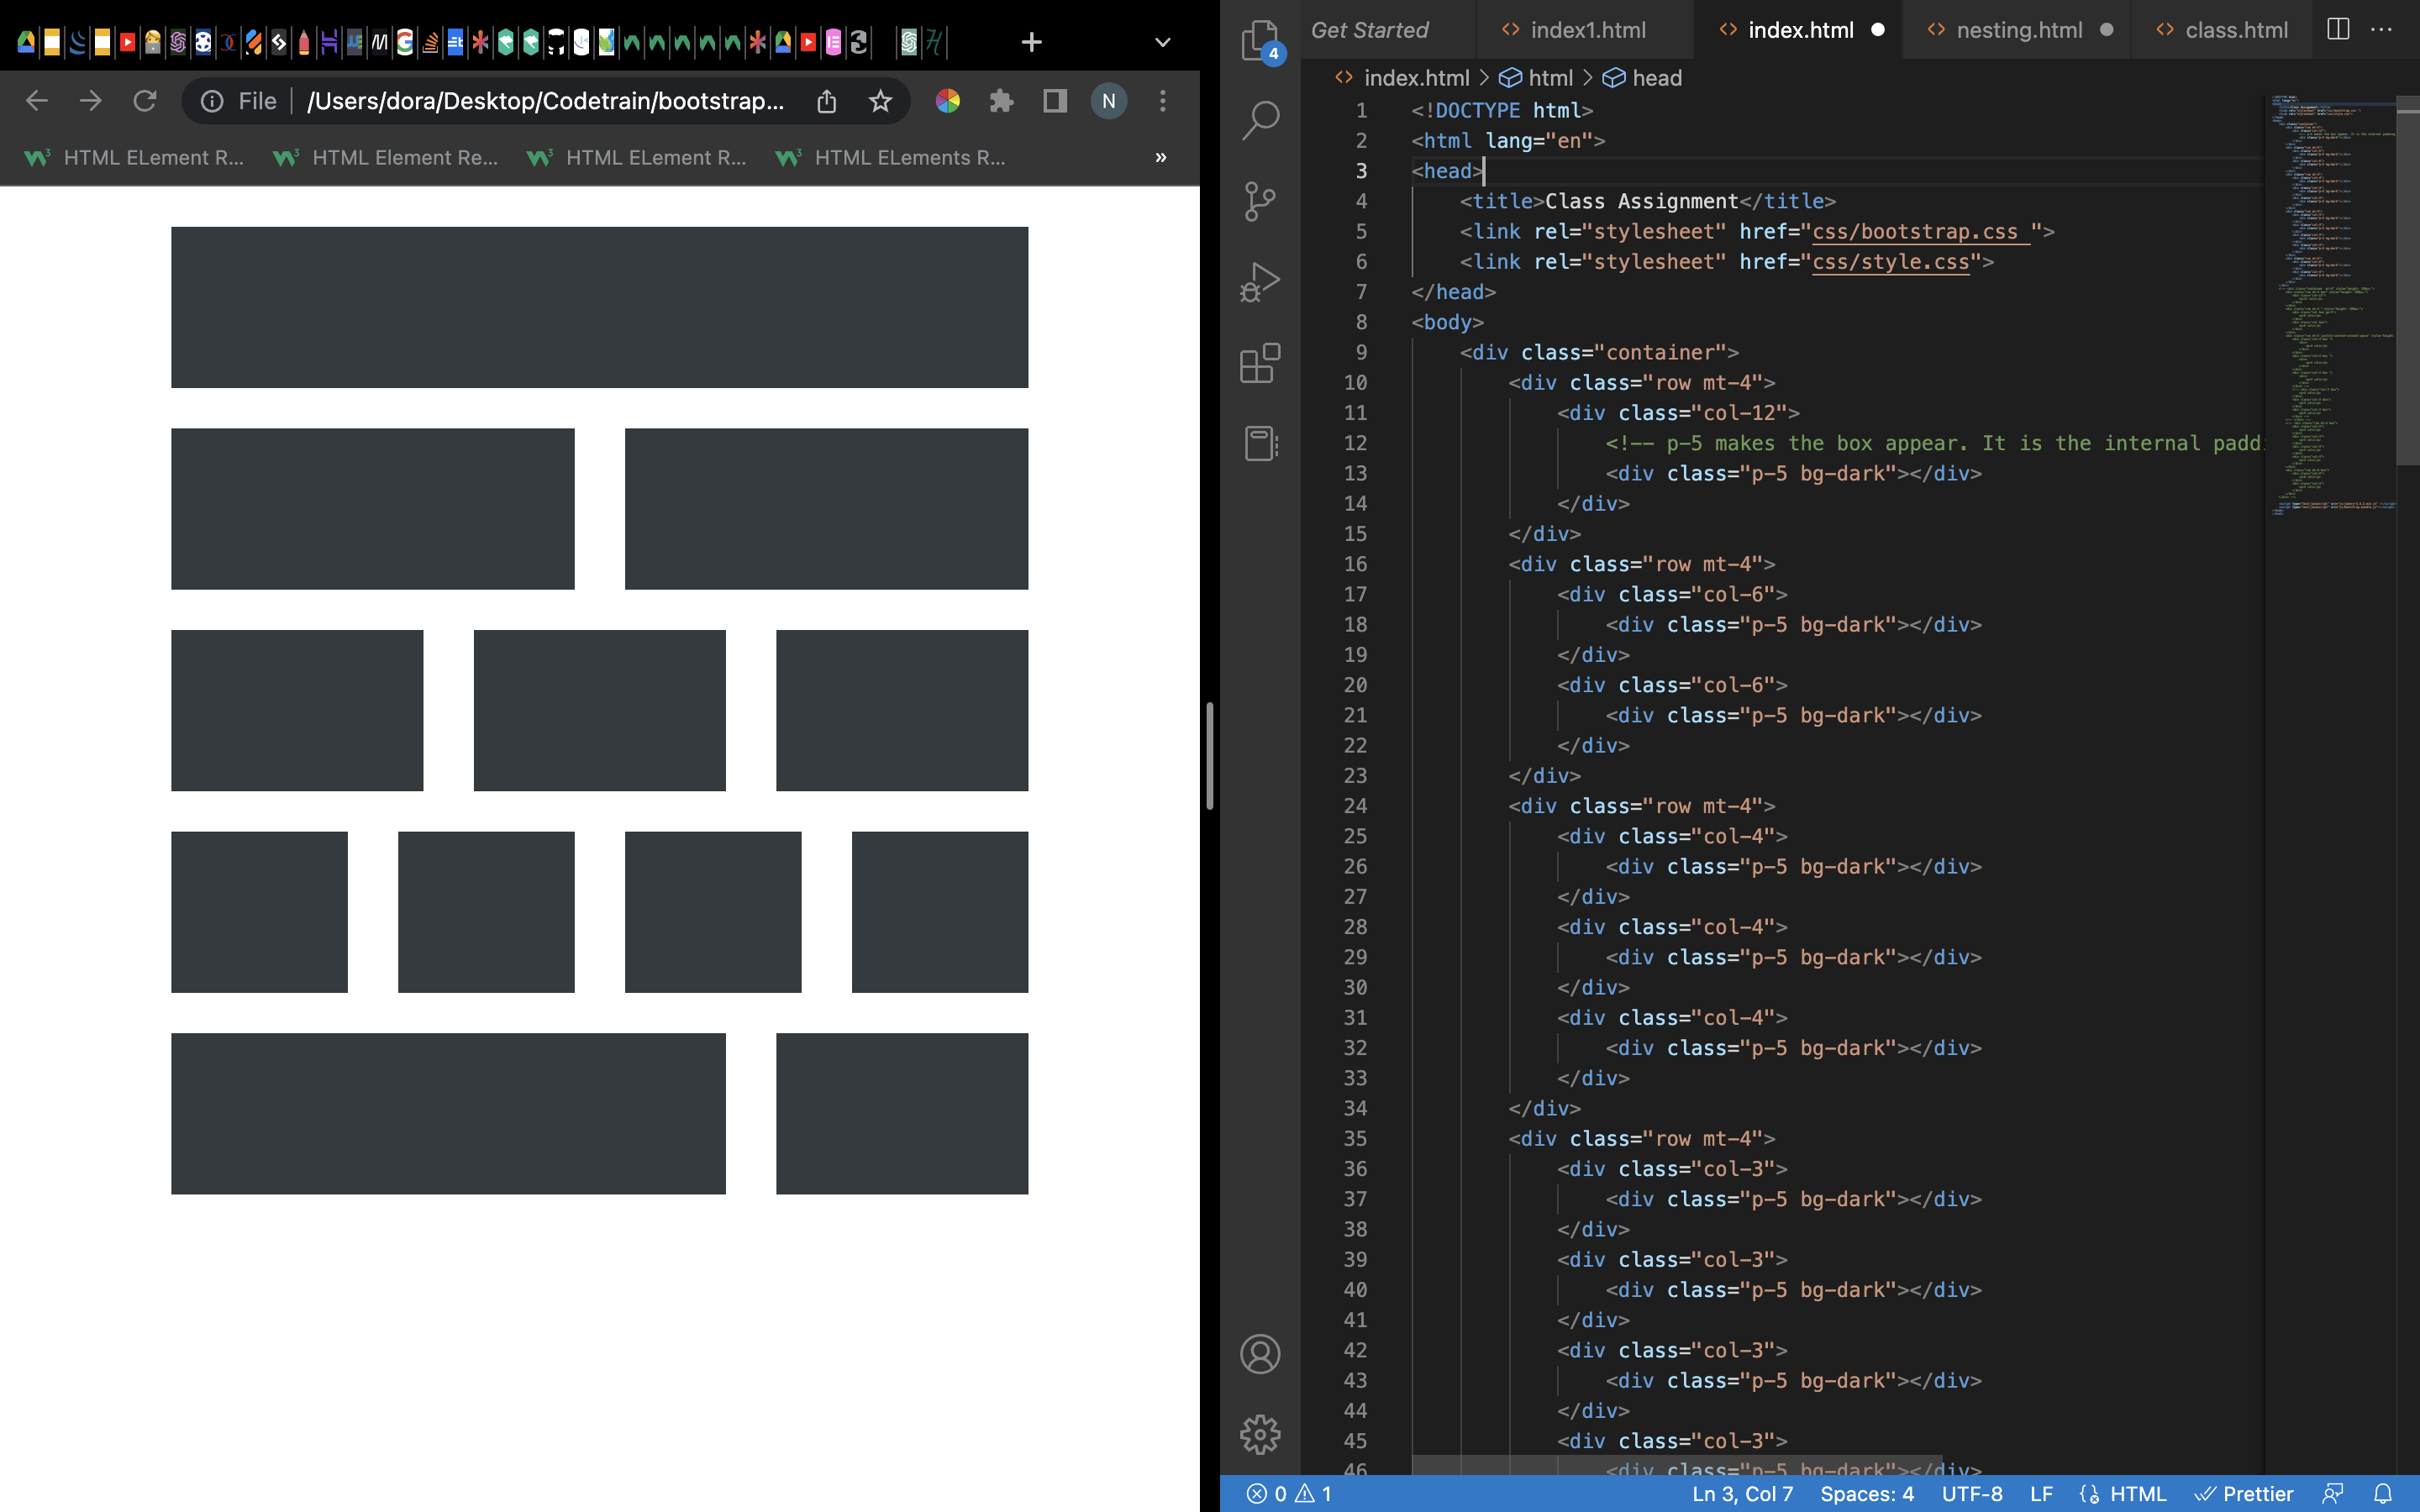 File /Users/dora/Desktop/Codetrain/bootstrap...
N
HTML ELement R...
HTML Element Re...
HTML ELement R...
HTML ELements R...
»
4
Get Started
index1.html
index.html
nesting.html
class.html
index.html > html > head
1 <!DOCTYPE html>
2 <html lang="en">
3 <head>
4 <title>Class Assignment</title>
5 <link rel="stylesheet" href="css/bootstrap.css ">
6 <link rel="stylesheet" href="css/style.css">
7 </head>
8 <body>
9 <div class="container">
10 <div class="row mt-4">
11 <div class="col-12">
12 <!-- p-5 makes the box appear. It is the internal padd
13 <div class="p-5 bg-dark"></div>
14 </div>
15 </div>
16 <div class="row mt-4">
17 <div class="col-6">
18 <div class="p-5 bg-dark"></div>
19 </div>
20 <div class="col-6">
21 <div class="p-5 bg-dark"></div>
22 </div>
23 </div>
24 <div class="row mt-4">
25 <div class="col-4">
26 <div class="p-5 bg-dark"></div>
27 </div>
28 <div class="col-4">
29 <div class="p-5 bg-dark"></div>
30 </div>
31 <div class="col-4">
32 <div class="p-5 bg-dark"></div>
33 </div>
34 </div>
35 <div class="row mt-4">
36 <div class="col-3">
37 <div class="p-5 bg-dark"></div>
38 </div>
39 <div class="col-3">
40 <div class="p-5 bg-dark"></div>
41 </div>
42 <div class="col-3">
43 <div class="p-5 bg-dark"></div>
44 </div>
45 <div class="col-3">
46 <div class="p-5 bg-dark"></div>
0 1
Ln 3, Col 7 Spaces: 4 UTF-8 LF HTML Prettier